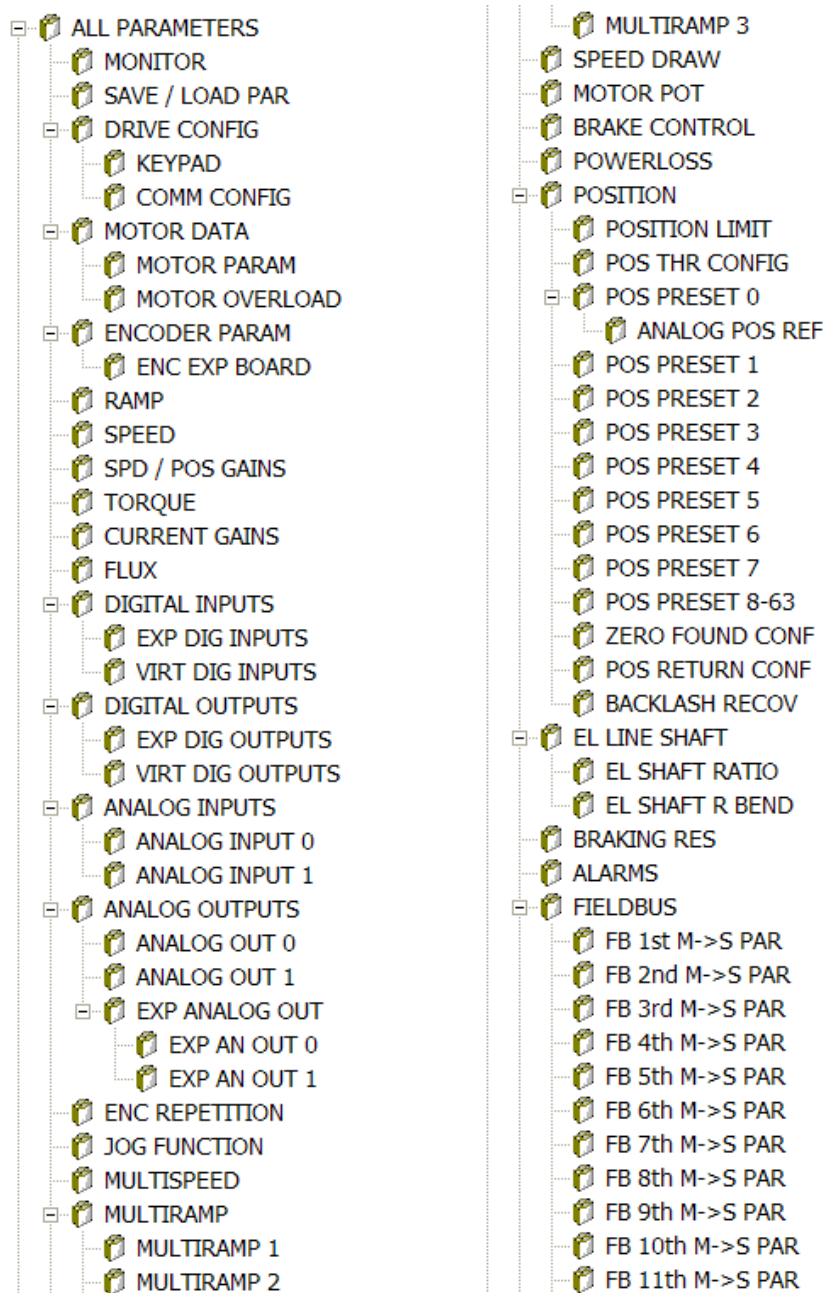 ALL PARAMETERS
MONITOR
SAVE / LOAD PAR
DRIVE CONFIG
KEYPAD
COMM CONFIG
MOTOR DATA
MOTOR PARAM
MOTOR OVERLOAD
ENCODER PARAM
ENC EXP BOARD
RAMP
SPEED
SPD / POS GAINS
TORQUE
CURRENT GAINS
FLUX
DIGITAL INPUTS
EXP DIG INPUTS
VIRT DIG INPUTS
DIGITAL OUTPUTS
EXP DIG OUTPUTS
VIRT DIG OUTPUTS
ANALOG INPUTS
ANALOG INPUT 0
ANALOG INPUT 1
ANALOG OUTPUTS
ANALOG OUT 0
ANALOG OUT 1
EXP ANALOG OUT
EXP AN OUT 0
EXP AN OUT 1
ENC REPETITION
JOG FUNCTION
MULTISPEED
MULTIRAMP
MULTIRAMP 1
MULTIRAMP 2
MULTIRAMP 3
SPEED DRAW
MOTOR POT
BRAKE CONTROL
POWERLOSS
POSITION
POSITION LIMIT
POS THR CONFIG
POS PRESET 0
ANALOG POS REF
POS PRESET 1
POS PRESET 2
POS PRESET 3
POS PRESET 4
POS PRESET 5
POS PRESET 6
POS PRESET 7
POS PRESET 8-63
ZERO FOUND CONF
POS RETURN CONF
BACKLASH RECOV
EL LINE SHAFT
EL SHAFT RATIO
EL SHAFT R BEND
BRAKING RES
ALARMS
FIELDBUS
FB 1st M->S PAR
FB 2nd M->S PAR
FB 3rd M->S PAR
FB 4th M->S PAR
FB 5th M->S PAR
FB 6th M->S PAR
FB 7th M->S PAR
FB 8th M->S PAR
FB 9th M->S PAR
FB 10th M->S PAR
FB 11th M->S PAR